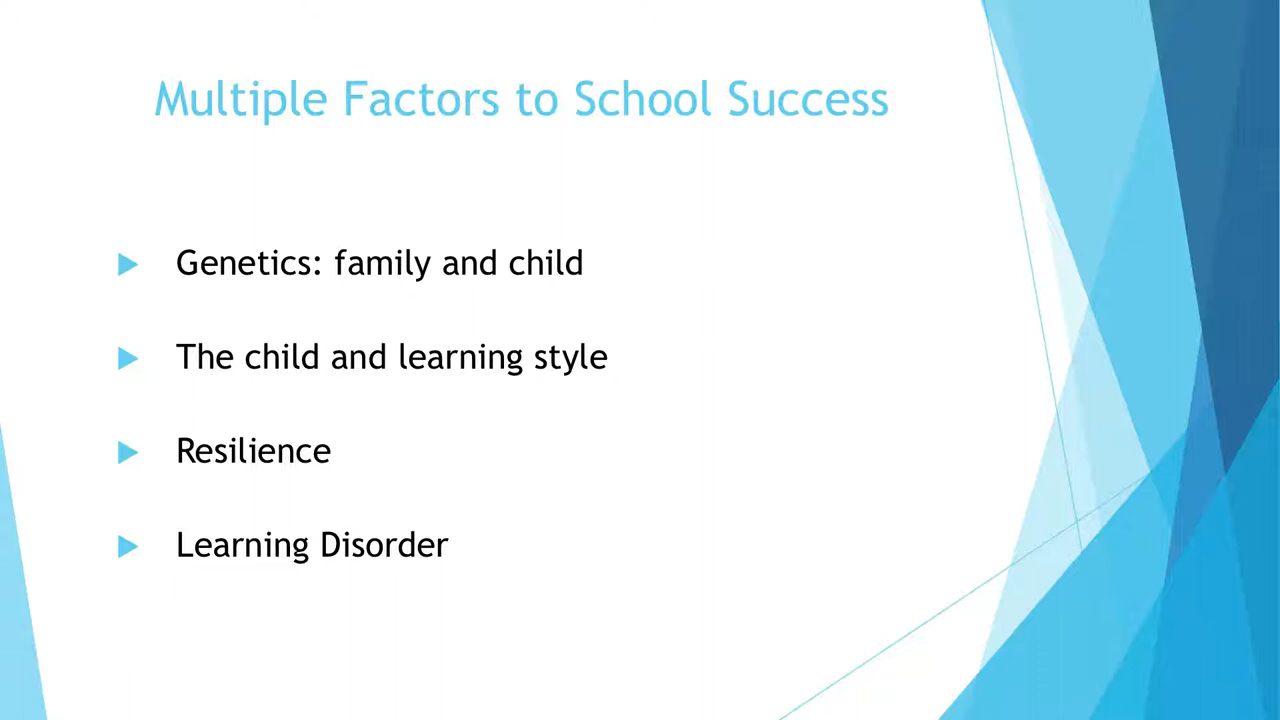 Multiple Factors to School Success
Genetics: family and child
The child and learning style
Resilience
Learning Disorder